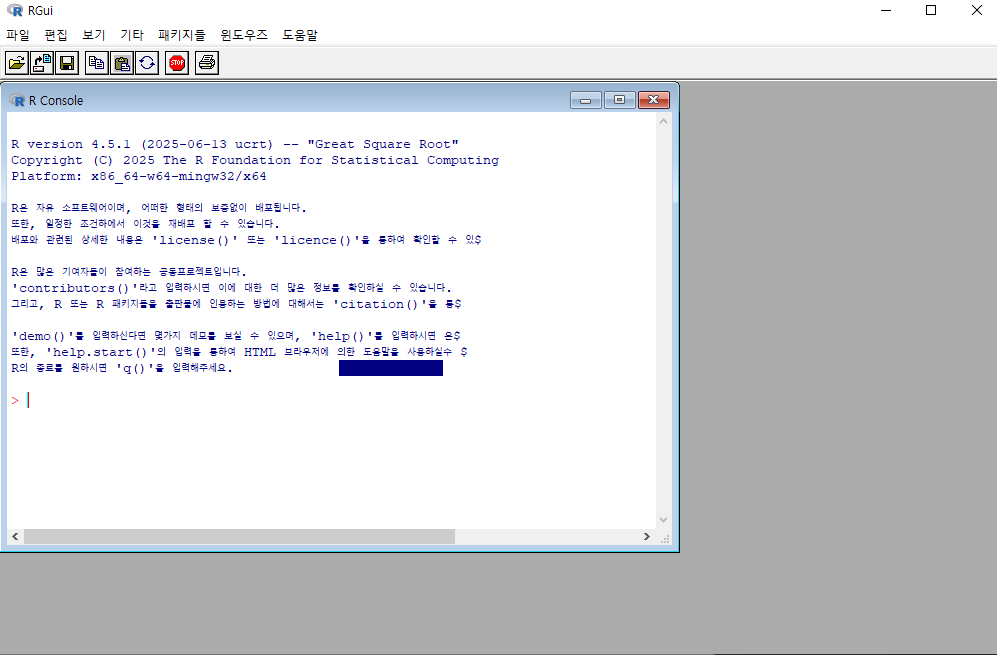 RGui
파일 편집 보기 기타 패키지들 윈도우즈 도움말
STOP
R Console
R version 4.5.1 (2025-06-13 ucrt) -- "Great Square Root"
Copyright (C) 2025 The R Foundation for Statistical Computing
Platform: x86_64-w64-mingw32/x64
R은 자유 소프트웨어이며, 어떠한 형태의 보증없이 배포됩니다.
또한, 일정한 조건하에서 이것을 재배포 할 수 있습니다.
배포와 관련된 상세한 내용은 'license()' 또는 'licence()'을 통하여 확인할 수 있$
R은 많은 기여자들이 참여하는 공동프로젝트입니다.
'contributors()'라고 입력하시면 이에 대한 더 많은 정보를 확인하실 수 있습니다.
그리고, R 또는 R 패키지들을 출판물에 인용하는 방법에 대해서는 'citation()'을 통$
'demo()'를 입력하신다면 몇가지 데모를 보실 수 있으며, 'help()'를 입력하시면 온$
또한, 'help.start()'의 입력을 통하여 HTML 브라우저에 의한 도움말을 사용하실수 $
R의 종료를 원하시면 'q()'을 입력해주세요.
>